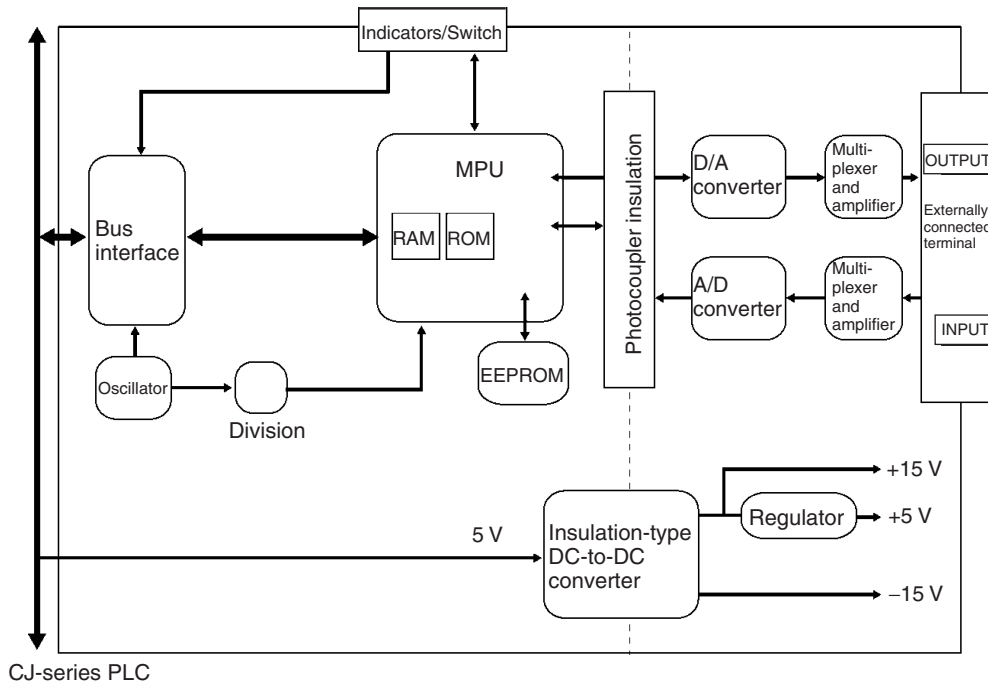 Indicators/Switch
MPU
RAM
ROM
Bus
interface
Photocoupler insulation
D/A
converter
Multi-
plexer
and
amplifier
OUTPUT
Externally
connected
terminal
A/D
converter
Multi-
plexer
and
amplifier
INPUT
EEPROM
Oscillator
Division
5 V
Insulation-type
DC-to-DC
converter
+15 V
Regulator
+5 V
−15 V
CJ-series PLC